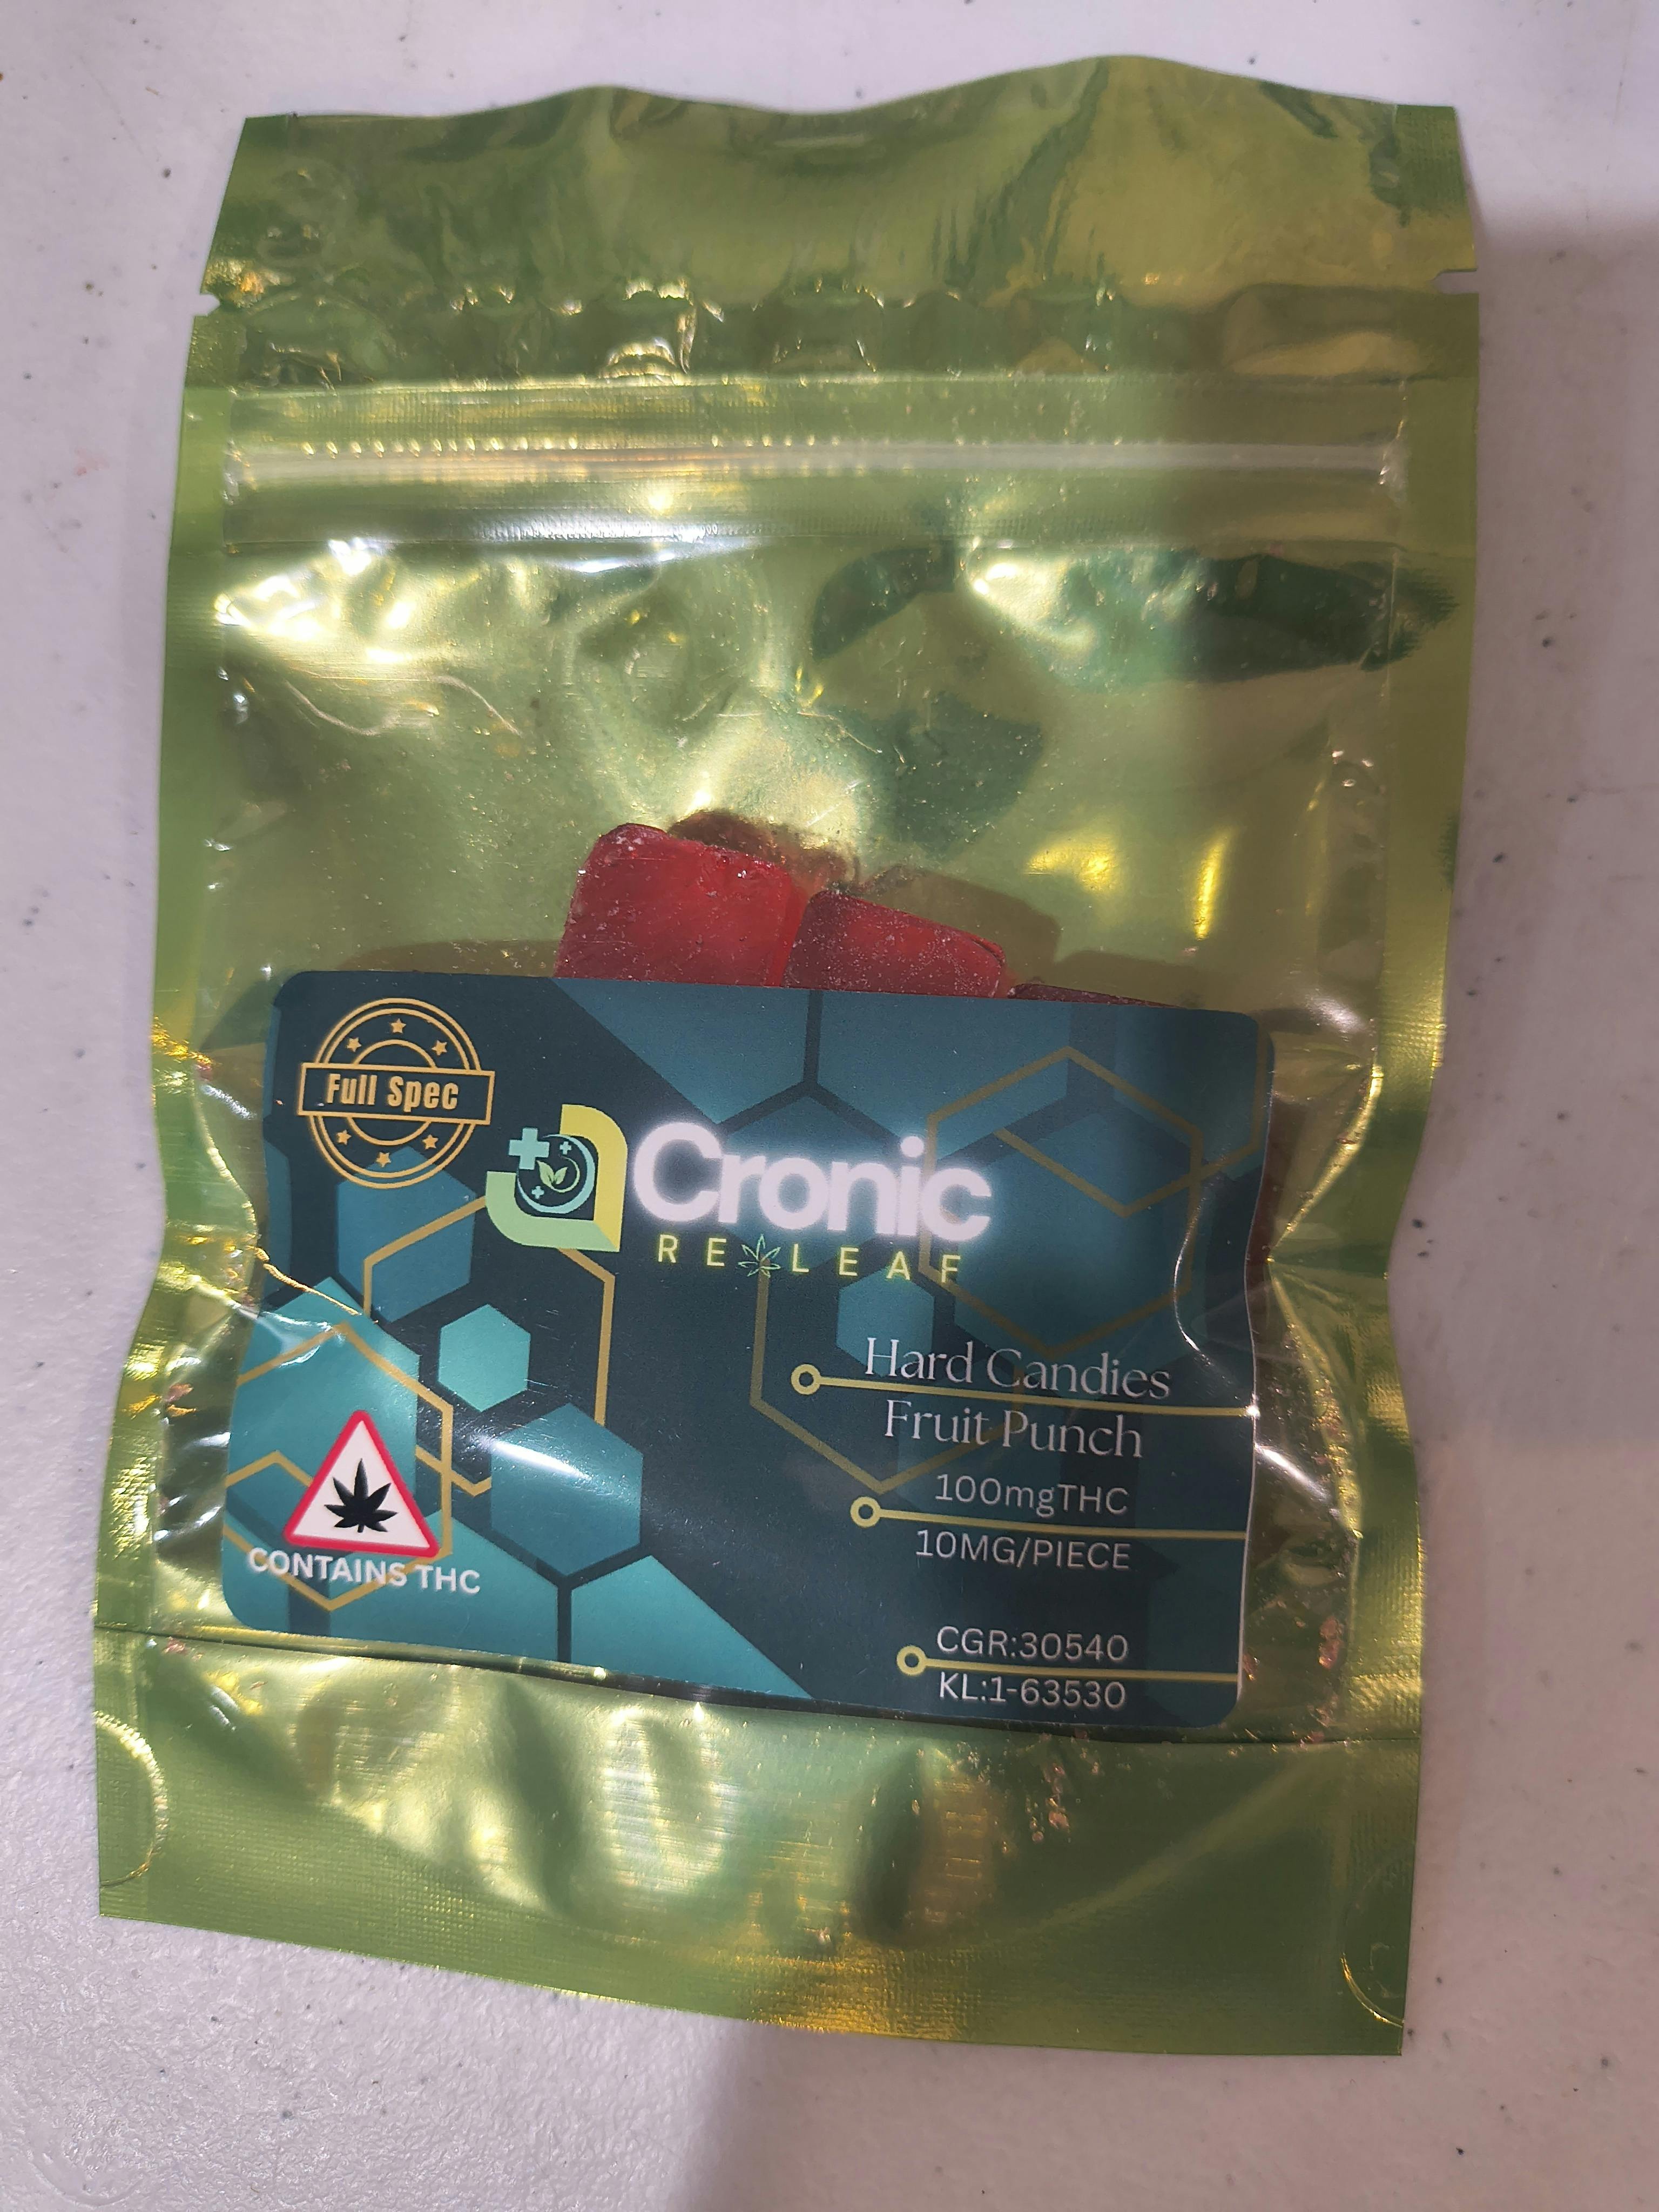 Full Spec
Cronic
RELEAF
Hard Candies
Fruit Punch
100mgTHC
10MG/PIECE
CONTAINS THC
CGR:30540
KL:1-63530